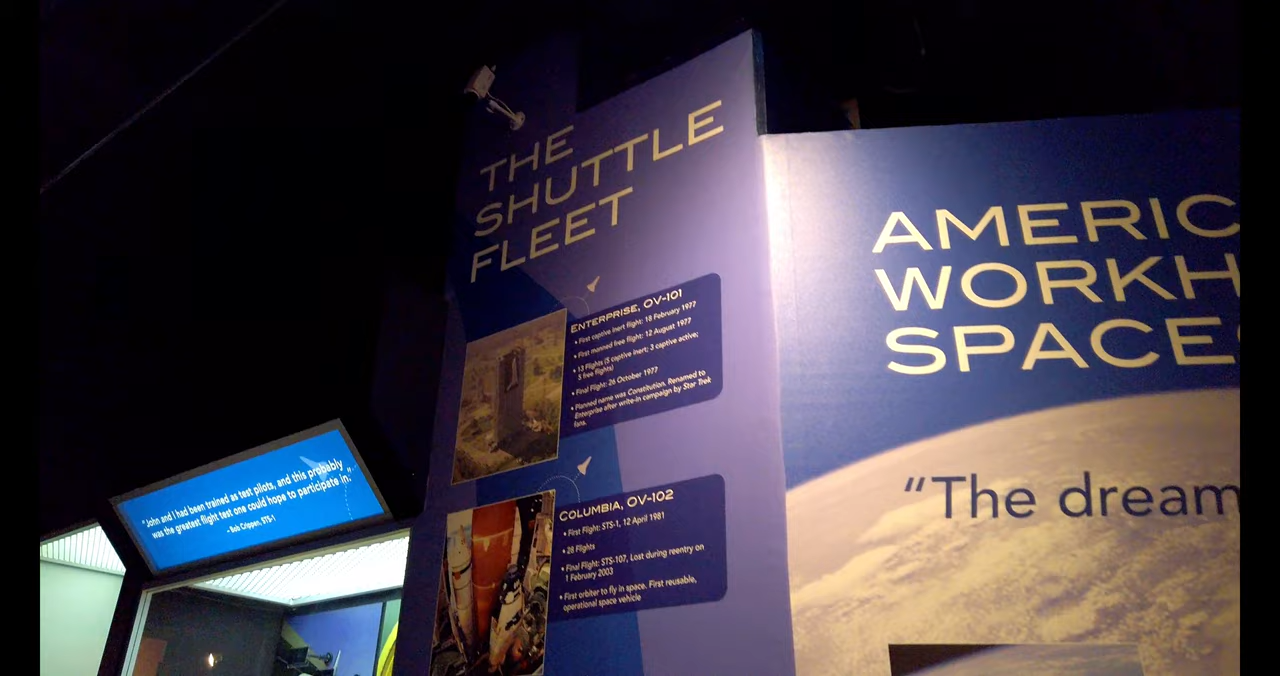 THE
SHUTTLE
FLEET
ENTERPRISE, OV-101
• First captive inert flight: 18 February 1977
• First manned free flight: 12 August 1977
• 13 Flights (5 captive inert; 3 captive active;
5 free flights)
• Final Flight: 26 October 1977
• Planned name was Constitution. Renamed to
Enterprise after write-in campaign by Star Trek
fans.
COLUMBIA, OV-102
• First Flight: STS-1, 12 April 1981
• 28 Flights
• Final Flight: STS-107, Lost during reentry on
1 February 2003
• First orbiter to fly in space. First reusable,
operational space vehicle
"John and I had been trained as test pilots, and this probably
was the greatest flight test one could hope to participate in."
- Bob Crippen, STS-1
AMERIC
WORKH
SPACE
"The dream